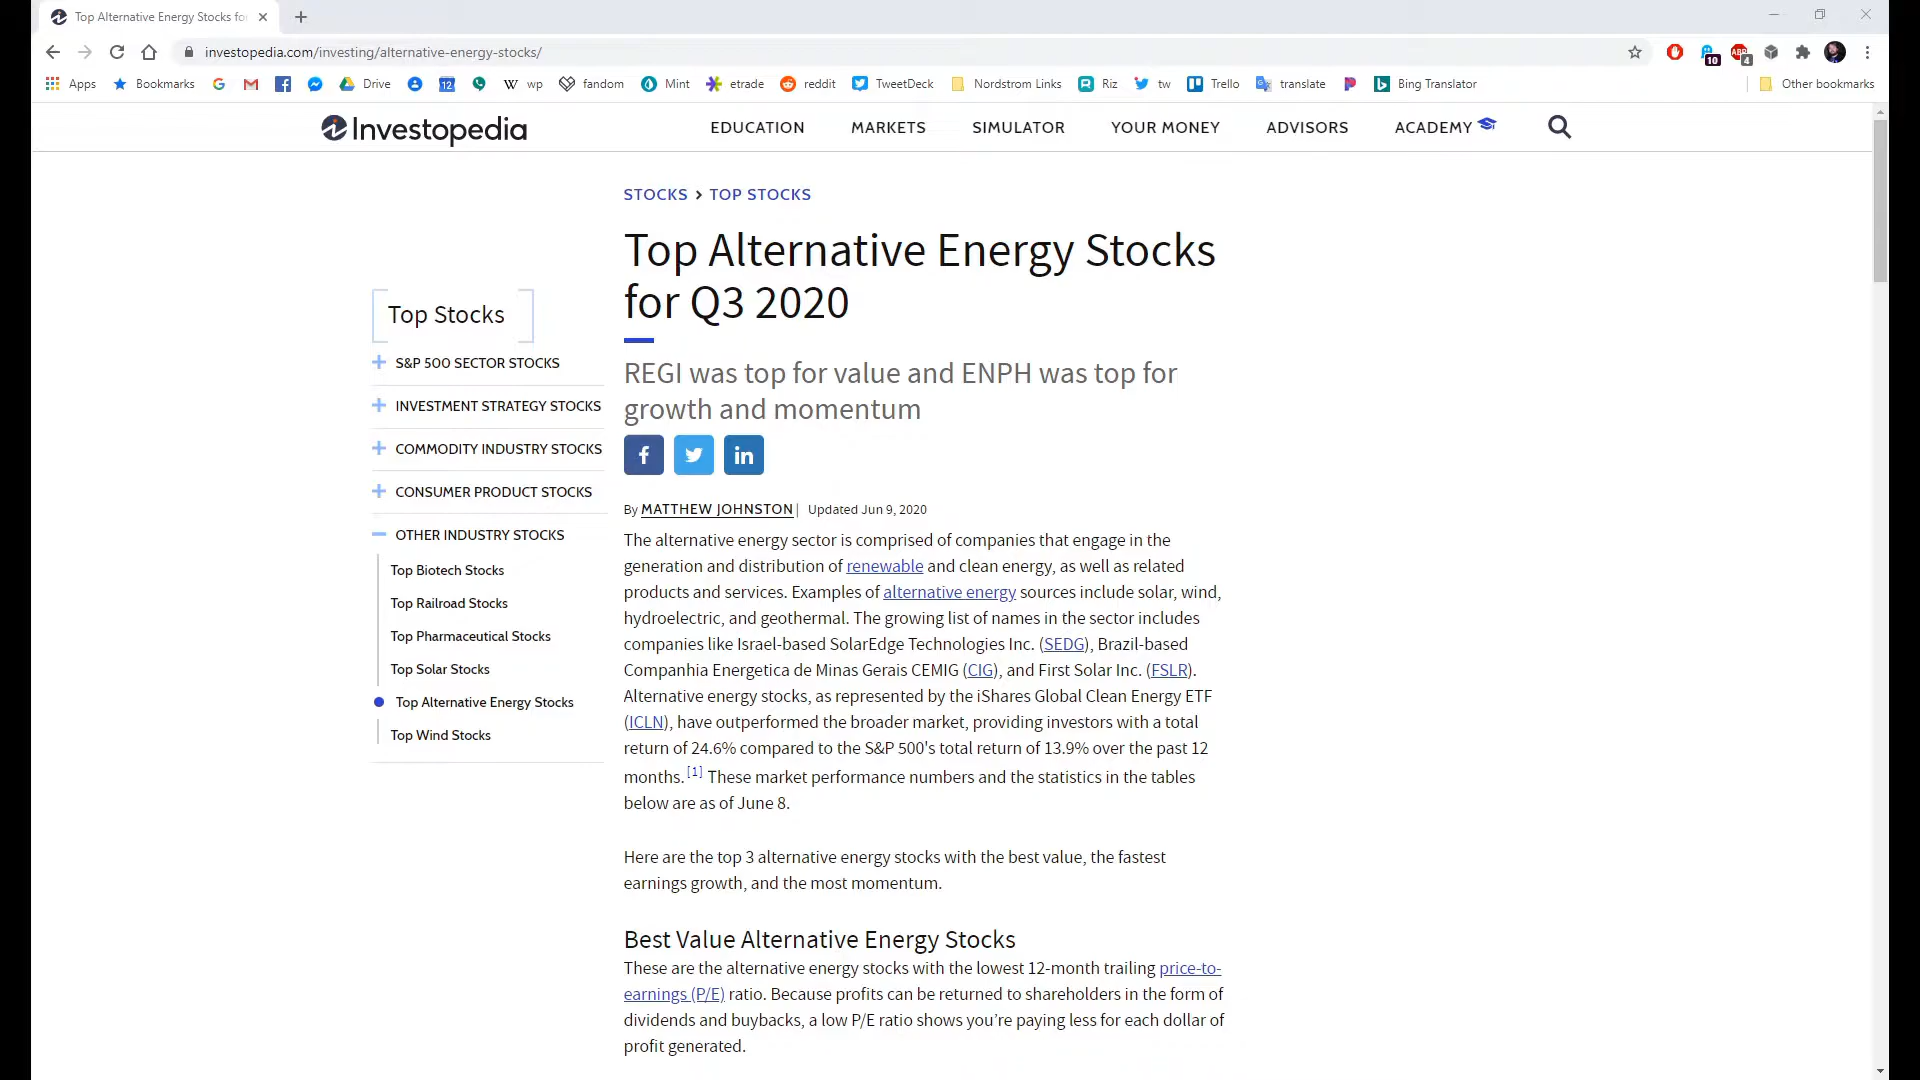 Top Alternative Energy Stocks fo
investopedia.com/investing/alternative-energy-stocks/
10
4
Apps
Bookmarks
Drive
12
wp
fandom
Mint
etrade
reddit
TweetDeck
Nordstrom Links
Riz
tw
Trello
translate
Bing Translator
Other bookmarks
Investopedia
EDUCATION
MARKETS
SIMULATOR
YOUR MONEY
ADVISORS
ACADEMY
STOCKS > TOP STOCKS
Top Alternative Energy Stocks
for Q3 2020
REGI was top for value and ENPH was top for
growth and momentum
By MATTHEW JOHNSTON | Updated Jun 9, 2020
The alternative energy sector is comprised of companies that engage in the
generation and distribution of renewable and clean energy, as well as related
products and services. Examples of alternative energy sources include solar, wind,
hydroelectric, and geothermal. The growing list of names in the sector includes
companies like Israel-based SolarEdge Technologies Inc. (SEDG), Brazil-based
Companhia Energetica de Minas Gerais CEMIG (CIG), and First Solar Inc. (FSLR).
Alternative energy stocks, as represented by the iShares Global Clean Energy ETF
(ICLN), have outperformed the broader market, providing investors with a total
return of 24.6% compared to the S&P 500's total return of 13.9% over the past 12
months. [1] These market performance numbers and the statistics in the tables
below are as of June 8.
Here are the top 3 alternative energy stocks with the best value, the fastest
earnings growth, and the most momentum.
Best Value Alternative Energy Stocks
These are the alternative energy stocks with the lowest 12-month trailing price-to-
earnings (P/E) ratio. Because profits can be returned to shareholders in the form of
dividends and buybacks, a low P/E ratio shows you're paying less for each dollar of
profit generated.
Top Stocks
S&P 500 SECTOR STOCKS
INVESTMENT STRATEGY STOCKS
COMMODITY INDUSTRY STOCKS
CONSUMER PRODUCT STOCKS
OTHER INDUSTRY STOCKS
Top Biotech Stocks
Top Railroad Stocks
Top Pharmaceutical Stocks
Top Solar Stocks
Top Alternative Energy Stocks
Top Wind Stocks